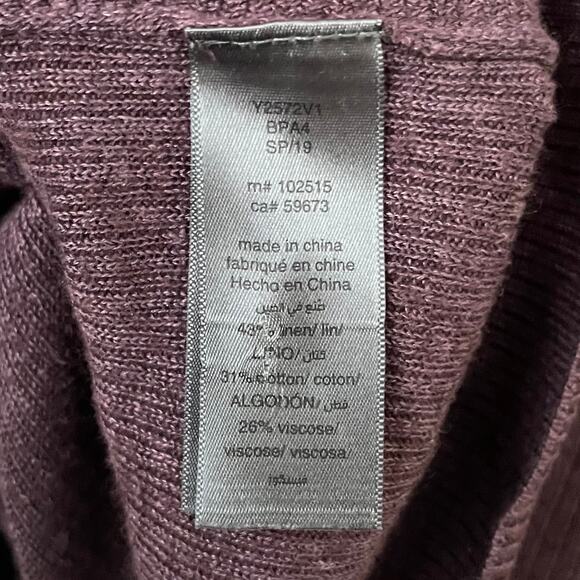 Y2572V1
BPA4
SP/19
m# 102515
ca# 59673
made in china
fabriqué en chine
Hecho en China
صنع في الصين
43% linen/ lin/
LINO/ كتان/
31% cotton/ coton/
ALGODÓN/ قطن/
26% viscose/
viscose/ viscosa/
فيسكوز